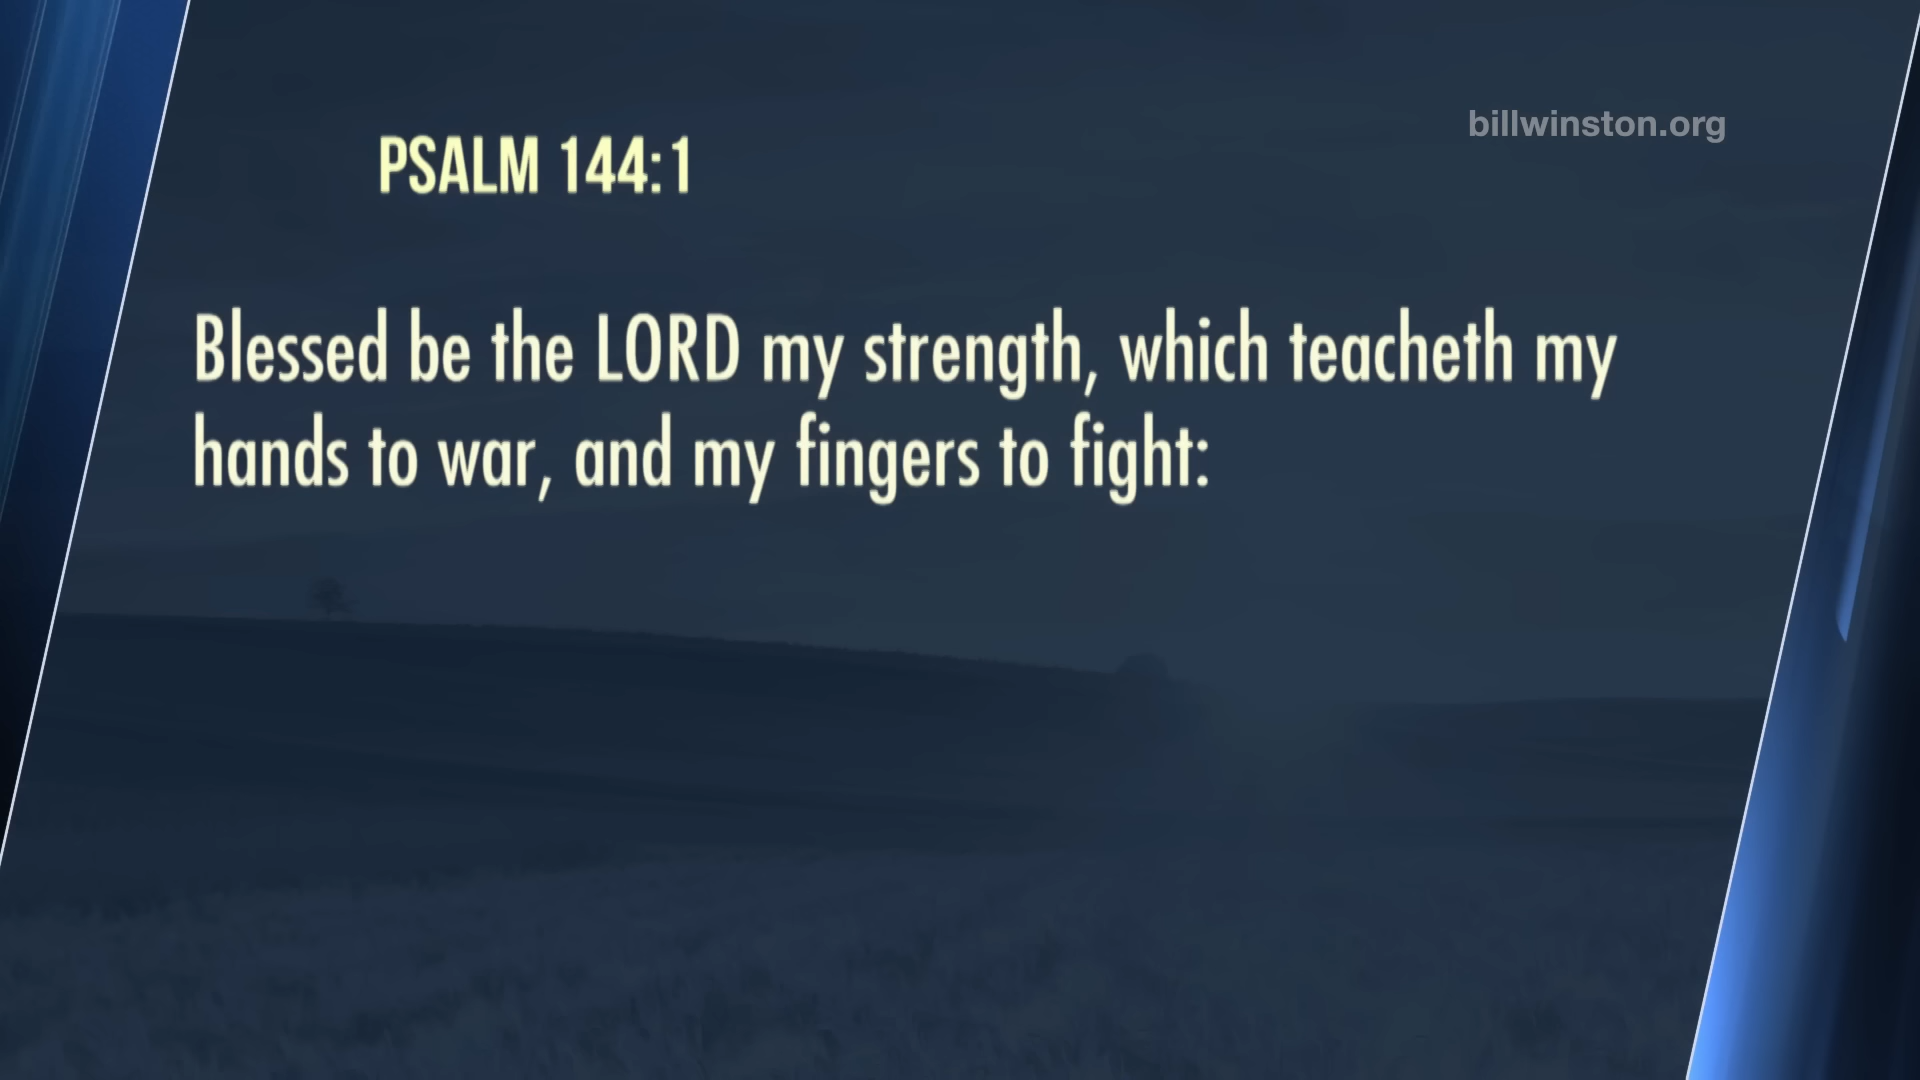 billwinston.org
PSALM 144:1
Blessed be the LORD my strength, which teacheth my
hands to war, and my fingers to fight: